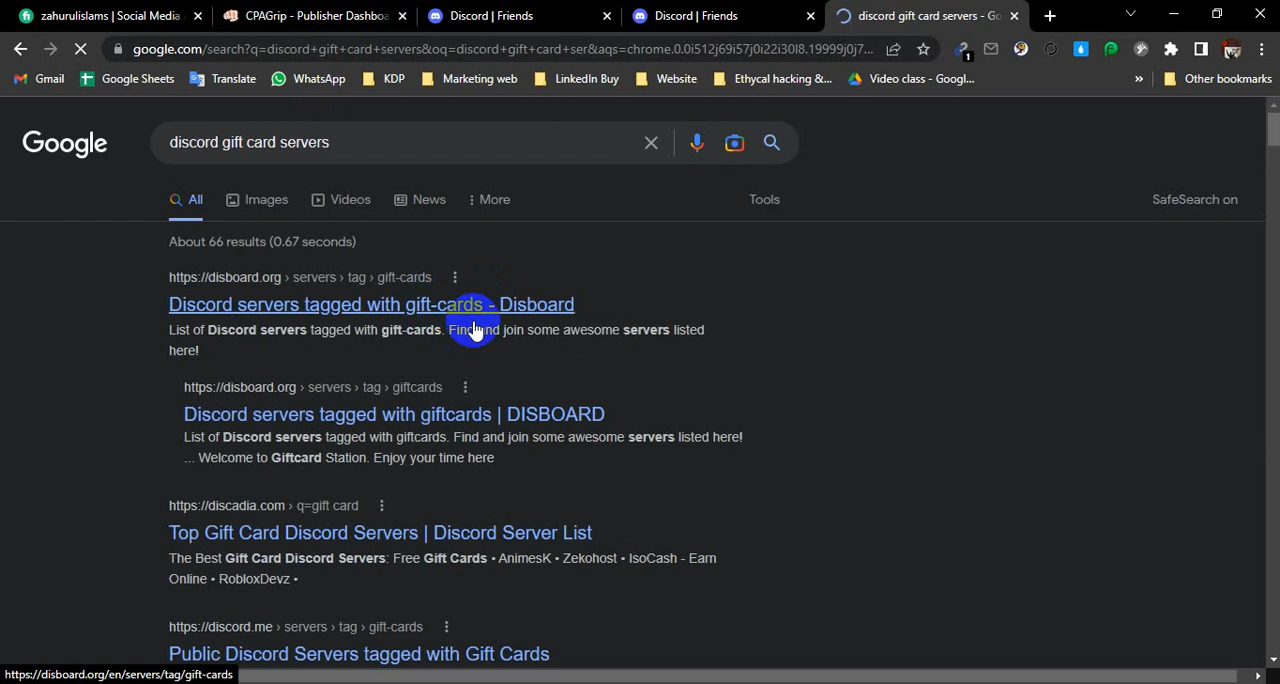 zahurulislams | Social Media
CPAGrip - Publisher Dashboa
Discord | Friends
Discord | Friends
discord gift card servers - Go
google.com/search?q=discord+gift+card+servers&oq=discord+gift+card+ser&aqs=chrome.0.0i512j69i57j0i22i30l8.19999j0j7...
1
Gmail
Google Sheets
Translate
WhatsApp
KDP
Marketing web
LinkedIn Buy
Website
Ethycal hacking &...
Video class - Googl...
»
Other bookmarks
Google
discord gift card servers
All
Images
Videos
News
More
Tools
SafeSearch on
About 66 results (0.67 seconds)
https://disboard.org › servers › tag › gift-cards
Discord servers tagged with gift-cards - Disboard
List of Discord servers tagged with gift-cards. Find and join some awesome servers listed
here!
https://disboard.org › servers › tag › giftcards
Discord servers tagged with giftcards | DISBOARD
List of Discord servers tagged with giftcards. Find and join some awesome servers listed here!
... Welcome to Giftcard Station. Enjoy your time here
https://discadia.com › q=gift card
Top Gift Card Discord Servers | Discord Server List
The Best Gift Card Discord Servers: Free Gift Cards • AnimesK • Zekohost • IsoCash - Earn
Online • RobloxDevz •
https://discord.me › servers › tag › gift-cards
Public Discord Servers tagged with Gift Cards
https://disboard.org/en/servers/tag/gift-cards